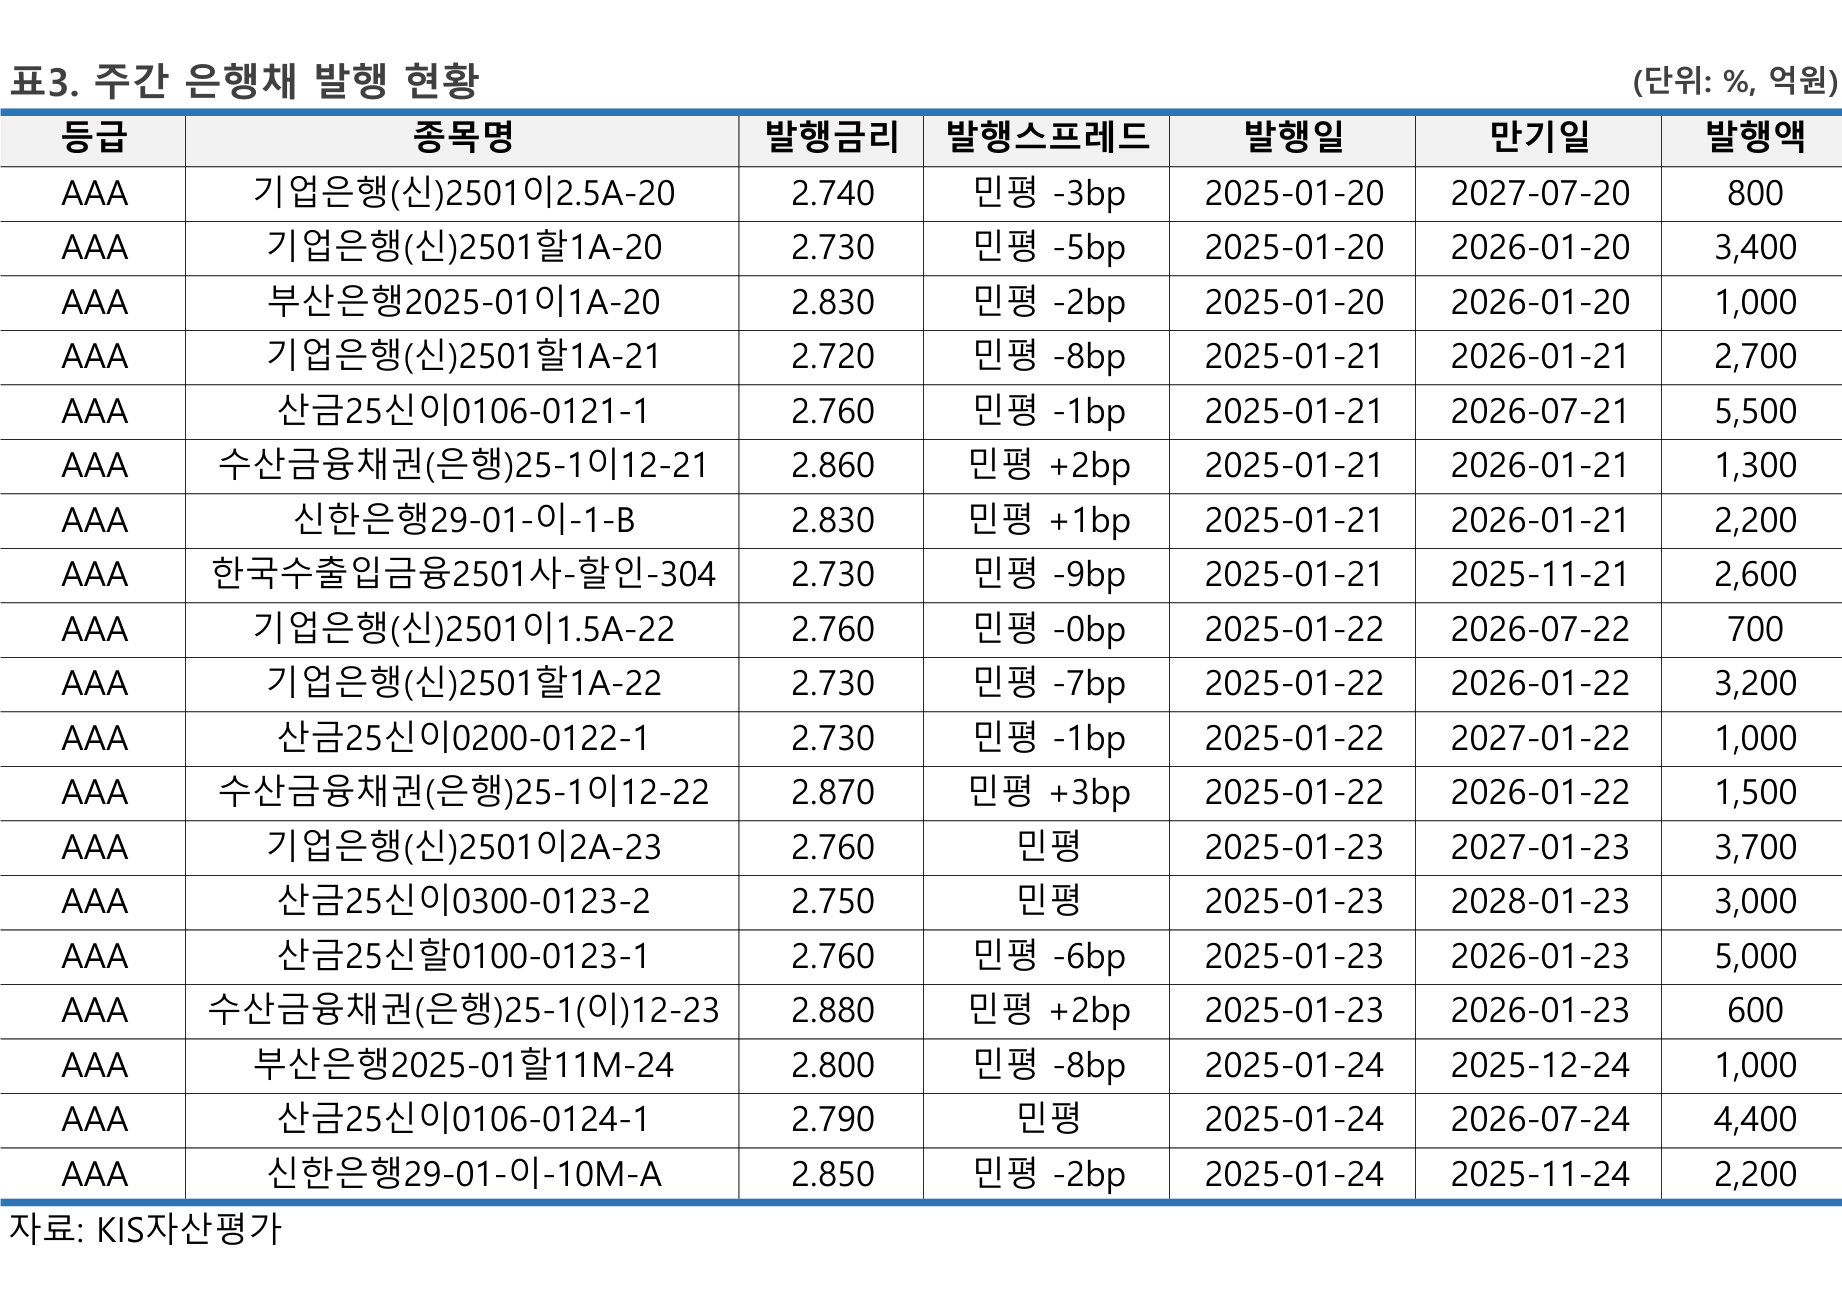 표3. 주간 은행채 발행 현황 (단위: %, 억원)
등급 종목명 발행금리 발행스프레드 발행일 만기일 발행액
AAA 기업은행(신)2501이2.5A-20 2.740 민평 -3bp 2025-01-20 2027-07-20 800
AAA 기업은행(신)2501할1A-20 2.730 민평 -5bp 2025-01-20 2026-01-20 3,400
AAA 부산은행2025-01이1A-20 2.830 민평 -2bp 2025-01-20 2026-01-20 1,000
AAA 기업은행(신)2501할1A-21 2.720 민평 -8bp 2025-01-21 2026-01-21 2,700
AAA 산금25신이0106-0121-1 2.760 민평 -1bp 2025-01-21 2026-07-21 5,500
AAA 수산금융채권(은행)25-1이12-21 2.860 민평 +2bp 2025-01-21 2026-01-21 1,300
AAA 신한은행29-01-이-1-B 2.830 민평 +1bp 2025-01-21 2026-01-21 2,200
AAA 한국수출입금융2501사-할인-304 2.730 민평 -9bp 2025-01-21 2025-11-21 2,600
AAA 기업은행(신)2501이1.5A-22 2.760 민평 -0bp 2025-01-22 2026-07-22 700
AAA 기업은행(신)2501할1A-22 2.730 민평 -7bp 2025-01-22 2026-01-22 3,200
AAA 산금25신이0200-0122-1 2.730 민평 -1bp 2025-01-22 2027-01-22 1,000
AAA 수산금융채권(은행)25-1이12-22 2.870 민평 +3bp 2025-01-22 2026-01-22 1,500
AAA 기업은행(신)2501이2A-23 2.760 민평 2025-01-23 2027-01-23 3,700
AAA 산금25신이0300-0123-2 2.750 민평 2025-01-23 2028-01-23 3,000
AAA 산금25신할0100-0123-1 2.760 민평 -6bp 2025-01-23 2026-01-23 5,000
AAA 수산금융채권(은행)25-1(이)12-23 2.880 민평 +2bp 2025-01-23 2026-01-23 600
AAA 부산은행2025-01할11M-24 2.800 민평 -8bp 2025-01-24 2025-12-24 1,000
AAA 산금25신이0106-0124-1 2.790 민평 2025-01-24 2026-07-24 4,400
AAA 신한은행29-01-이-10M-A 2.850 민평 -2bp 2025-01-24 2025-11-24 2,200
자료: KIS자산평가